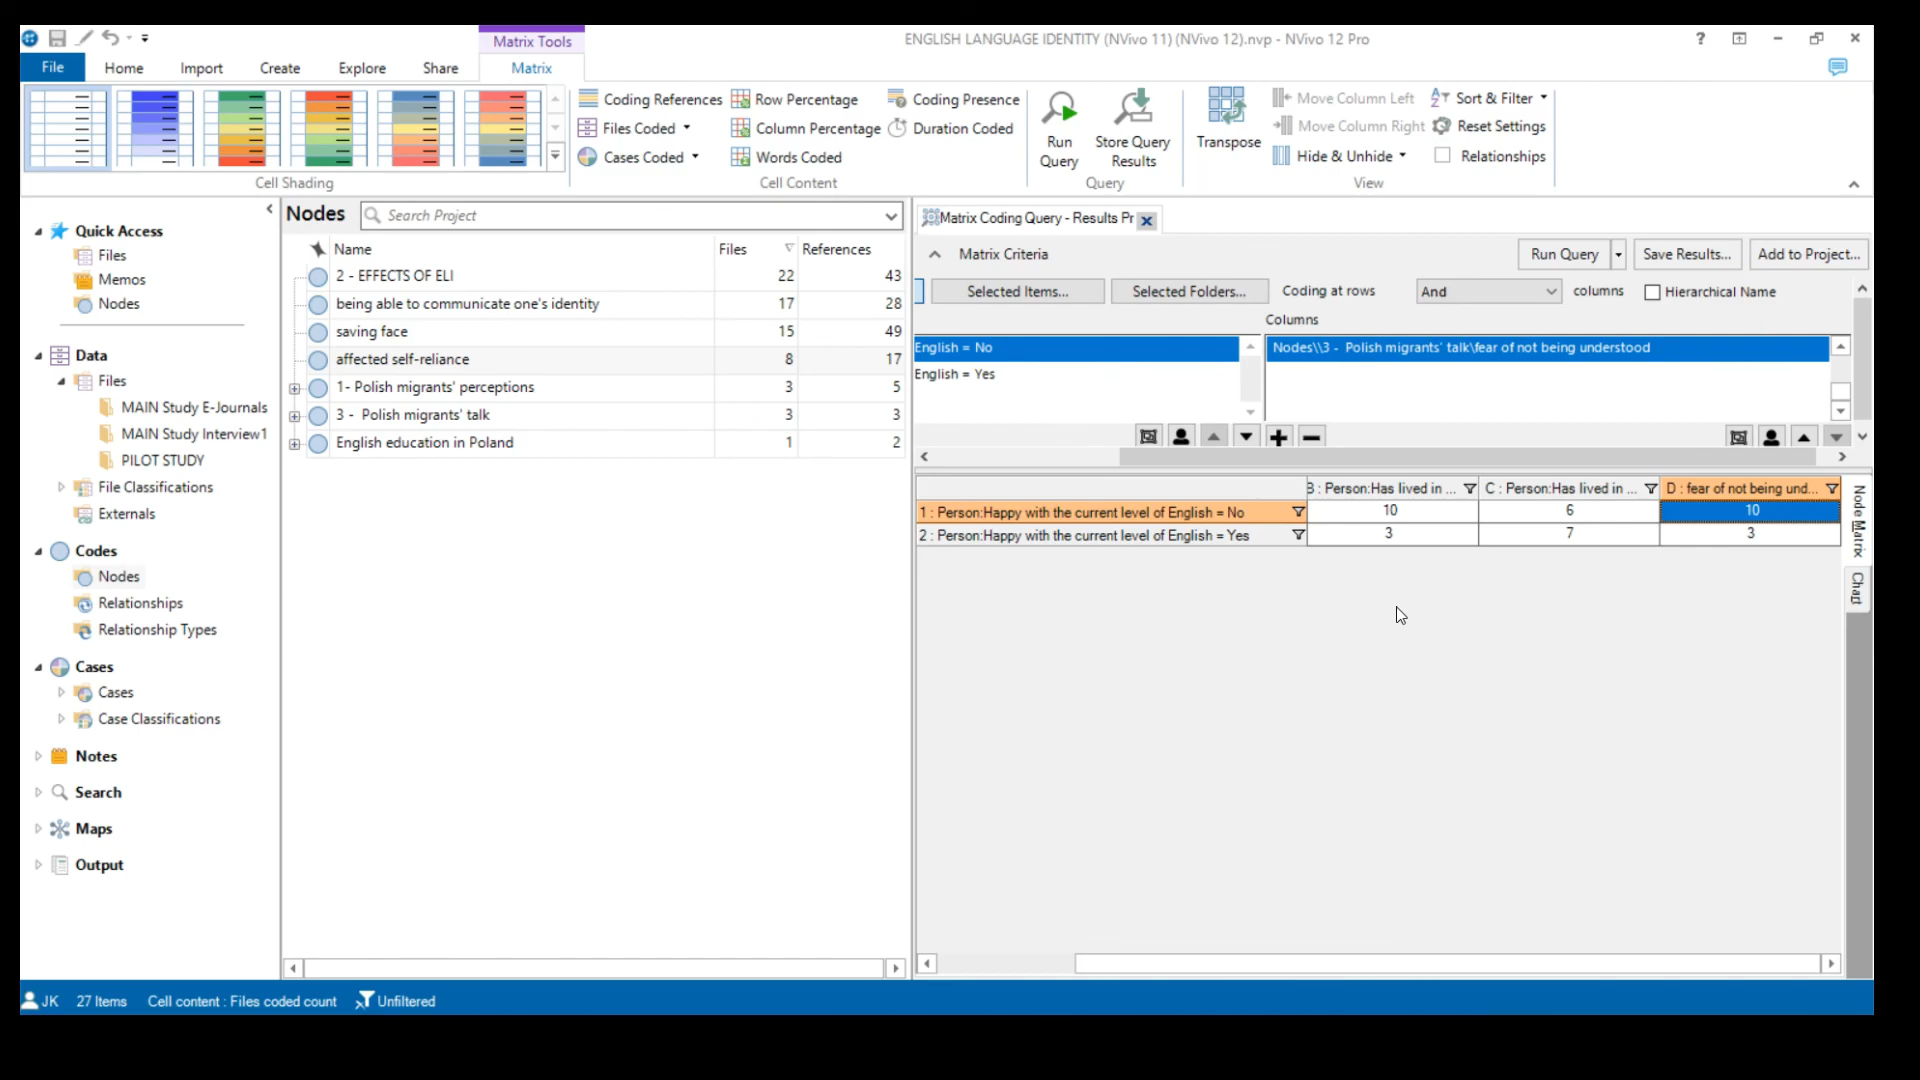 ENGLISH LANGUAGE IDENTITY (NVivo 11) (NVivo 12).nvp - NVivo 12 Pro
Matrix Tools
File Home Import Create Explore Share Matrix
Coding References Row Percentage Coding Presence
Files Coded Column Percentage Duration Coded
Cases Coded Words Coded
Run Query
Store Query Results
Transpose
Move Column Left Sort & Filter
Move Column Right Reset Settings
Hide & Unhide Relationships
Cell Shading Cell Content Query View
Quick Access
Files
Memos
Nodes
Data
Files
MAIN Study E-Journals
MAIN Study Interview1
PILOT STUDY
File Classifications
Externals
Codes
Nodes
Relationships
Relationship Types
Cases
Cases
Case Classifications
Notes
Search
Maps
Output
Nodes Search Project
Name Files References
2 - EFFECTS OF ELI 22 43
being able to communicate one's identity 17 28
saving face 15 49
affected self-reliance 8 17
1- Polish migrants' perceptions 3 5
3 - Polish migrants' talk 3 3
English education in Poland 1 2
Matrix Coding Query - Results Pr
Matrix Criteria Run Query Save Results... Add to Project...
Selected Items... Selected Folders... Coding at rows And columns Hierarchical Name
Columns
English = No
English = Yes
Nodes\\3 - Polish migrants' talk\fear of not being understood
B : Person:Has lived in ... C : Person:Has lived in ... D : fear of not being und...
1 : Person:Happy with the current level of English = No 10 6 10
2 : Person:Happy with the current level of English = Yes 3 7 3
Node Matrix
Chart
JK 27 Items Cell content : Files coded count Unfiltered